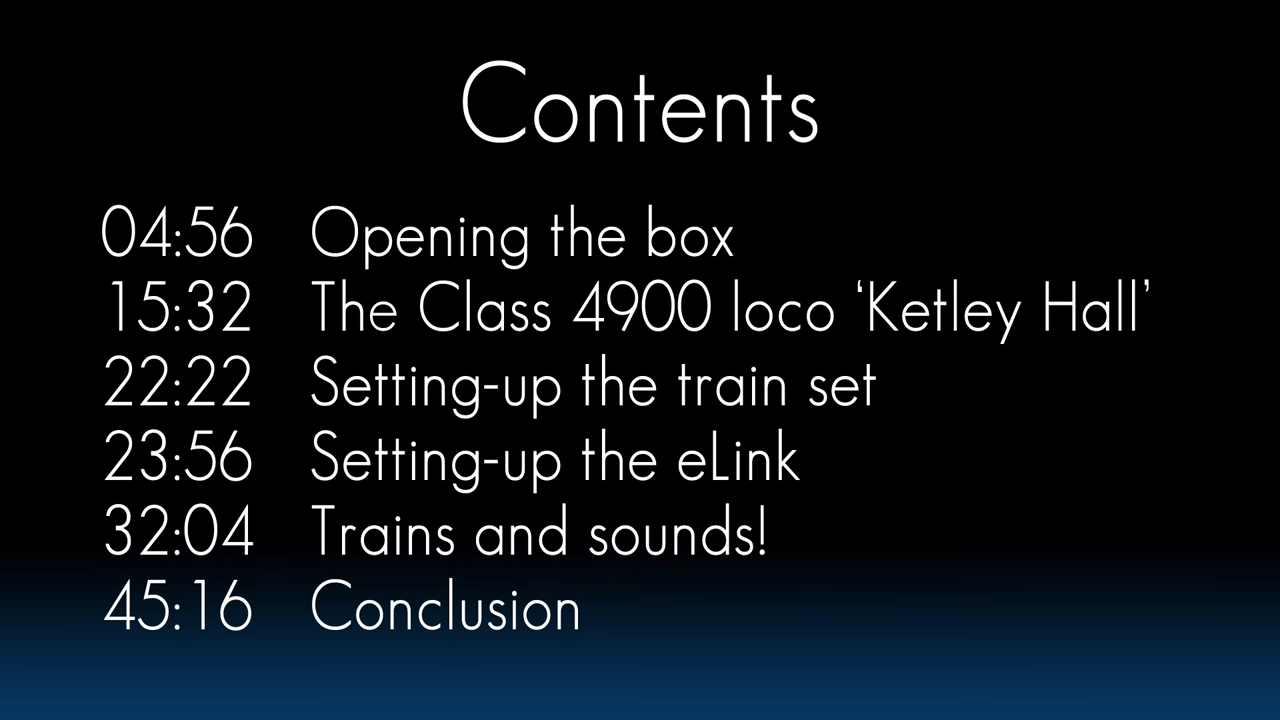 Contents
04:56 Opening the box
15:32 The Class 4900 loco ‘Ketley Hall’
22:22 Setting-up the train set
23:56 Setting-up the eLink
32:04 Trains and sounds!
45:16 Conclusion